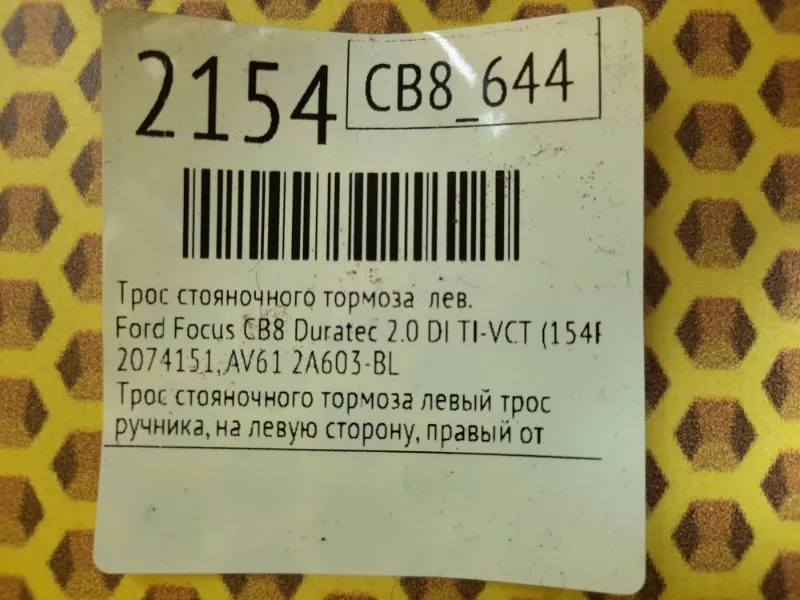 2154
CB8_644
Трос стояночного тормоза лев.
Ford Focus CB8 Duratec 2.0 DI TI-VCT
2074151, AV61 2A603-BL
Трос стояночного тормоза левый трос
ручника, на левую сторону, правый от